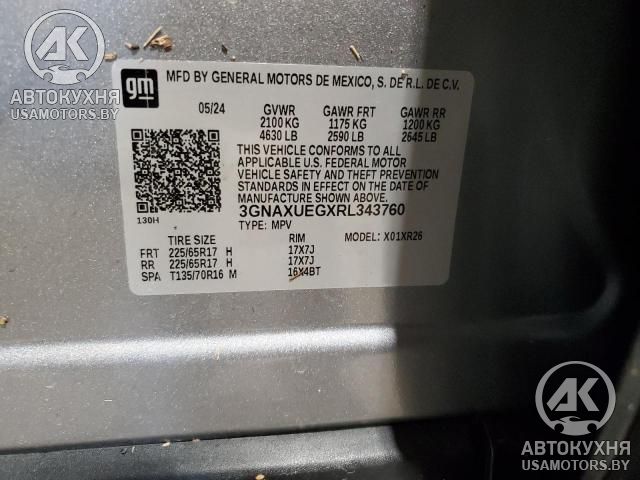 AK
АВТОКУХНЯ
USAMOTORS.BY
gm
MFD BY GENERAL MOTORS DE MEXICO, S. DE R.L. DE C.V.
05/24 GVWR GAWR FRT GAWR RR
2100 KG 1175 KG 1200 KG
4630 LB 2590 LB 2645 LB
THIS VEHICLE CONFORMS TO ALL
APPLICABLE U.S. FEDERAL MOTOR
VEHICLE SAFETY AND THEFT PREVENTION
STANDARDS IN EFFECT ON THE DATE OF
MANUFACTURE SHOWN ABOVE.
3GNAXUEGXRL343760
130H
TYPE: MPV MODEL: X01XR26
TIRE SIZE RIM
FRT 225/65R17 H 17X7J
RR 225/65R17 H 17X7J
SPA T135/70R16 M 16X4BT
AK
АВТОКУХНЯ
USAMOTORS.BY